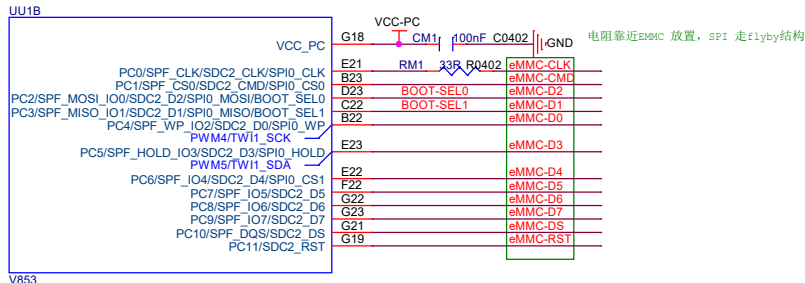 UU1B
VCC-PC
VCC_PC G18 CM1 100nF C0402 GND 电阻靠近EMMC 放置, SPI 走flyby结构
PC0/SPF_CLK/SDC2_CLK/SPI0_CLK E21 RM1 33R R0402 eMMC-CLK
PC1/SPF_CS0/SDC2_CMD/SPI0_CS0 B23 eMMC-CMD
PC2/SPF_MOSI_IO0/SDC2_D2/SPI0_MOSI/BOOT_SEL0 D23 BOOT-SEL0 eMMC-D2
PC3/SPF_MISO_IO1/SDC2_D1/SPI0_MISO/BOOT_SEL1 C22 BOOT-SEL1 eMMC-D1
PC4/SPF_WP_IO2/SDC2_D0/SPI0_WP B22 eMMC-D0
PWM4/TWI1_SCK
PC5/SPF_HOLD_IO3/SDC2_D3/SPI0_HOLD E23 eMMC-D3
PWM5/TWI1_SDA
PC6/SPF_IO4/SDC2_D4/SPI0_CS1 E22 eMMC-D4
PC7/SPF_IO5/SDC2_D5 F22 eMMC-D5
PC8/SPF_IO6/SDC2_D6 G22 eMMC-D6
PC9/SPF_IO7/SDC2_D7 G23 eMMC-D7
PC10/SPF_DQS/SDC2_DS G21 eMMC-DS
PC11/SDC2_RST G19 eMMC-RST
V853